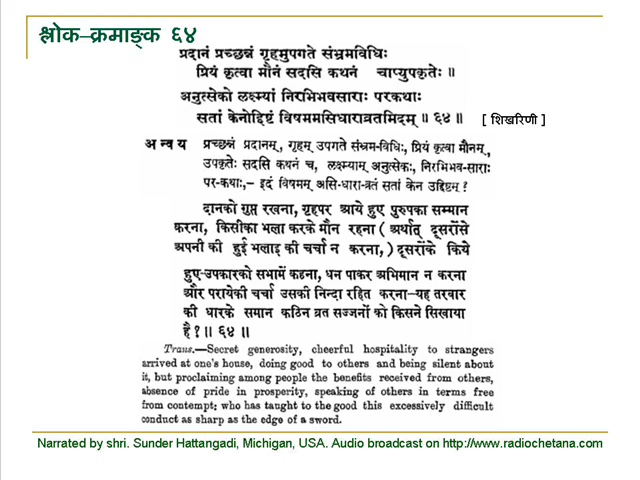 श्लोक–क्रमाङ्क ६४
प्रदानं प्रच्छन्नं गृहमुपगते संभ्रमविधिः
प्रियं कृत्वा मौनं सदसि कथनं चाप्युपकृतेः ॥
अनुत्सेको लक्ष्म्यां निरभिभवसाराः परकथाः
सतां केनोद्दिष्टं विषममसिधाराव्रतमिदम् ॥ ६४ ॥
[ शिखरिणी ]
अन्वय प्रच्छन्नं प्रदानम्, गृहम् उपगते संभ्रम-विधिः, प्रियं कृत्वा मौनम्,
उपकृतेः सदसि कथनं च, लक्ष्म्याम् अनुत्सेकः, निरभिभव-साराः
पर-कथाः,– इदं विषमम् असि-धारा-व्रतं सतां केन उद्दिष्टम् ?
दानको गुप्त रखना, गृहपर आये हुए पुरुषका सम्मान
करना, किसीका भला करके मौन रहना ( अर्थात् दूसरोंसे
अपनी की हुई भलाइ की चर्चा न करना, ) दूसरोंके किये
हुए-उपकारको सभामें कहना, धन पाकर अभिमान न करना
और परायेकी चर्चा उसकी निन्दा रहित करना–यह तरवार
की धारके समान कठिन व्रत सज्जनों को किसने सिखाया
है ? ॥ ६४ ॥
Trans.—Secret generosity, cheerful hospitality to strangers
arrived at one's house, doing good to others and being silent about
it, but proclaiming among people the benefits received from others,
absence of pride in prosperity, speaking of others in terms free
from contempt: who has taught to the good this excessively difficult
conduct as sharp as the edge of a sword.
Narrated by shri. Sunder Hattangadi, Michigan, USA. Audio broadcast on http://www.radiochetana.com